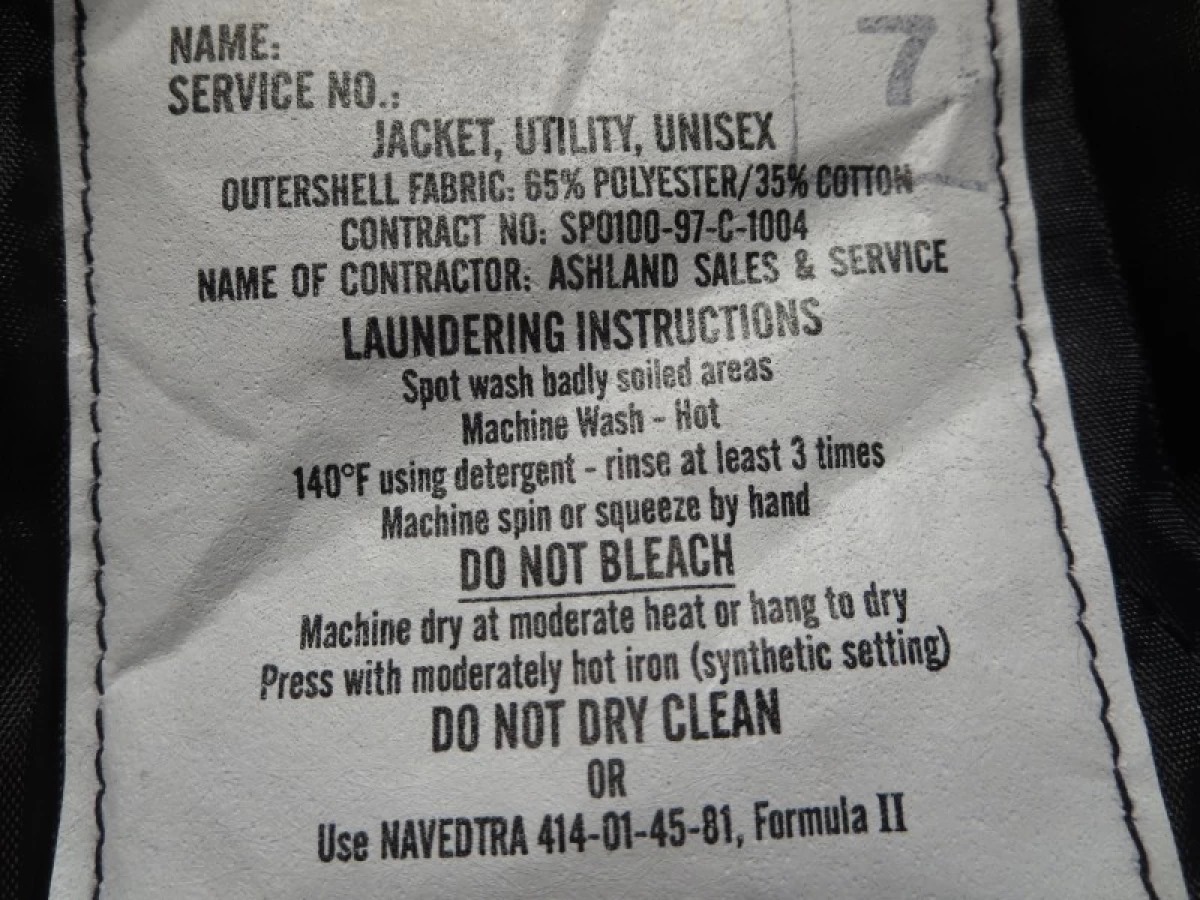 7
NAME:
SERVICE NO.:
JACKET, UTILITY, UNISEX
OUTERSHELL FABRIC: 65% POLYESTER/35% COTTON
CONTRACT NO: SP0100-97-C-1004
NAME OF CONTRACTOR: ASHLAND SALES & SERVICE
LAUNDERING INSTRUCTIONS
Spot wash badly soiled areas
Machine Wash - Hot
140°F using detergent - rinse at least 3 times
Machine spin or squeeze by hand
DO NOT BLEACH
Machine dry at moderate heat or hang to dry
Press with moderately hot iron (synthetic setting)
DO NOT DRY CLEAN
OR
Use NAVEDTRA 414-01-45-81, Formula II